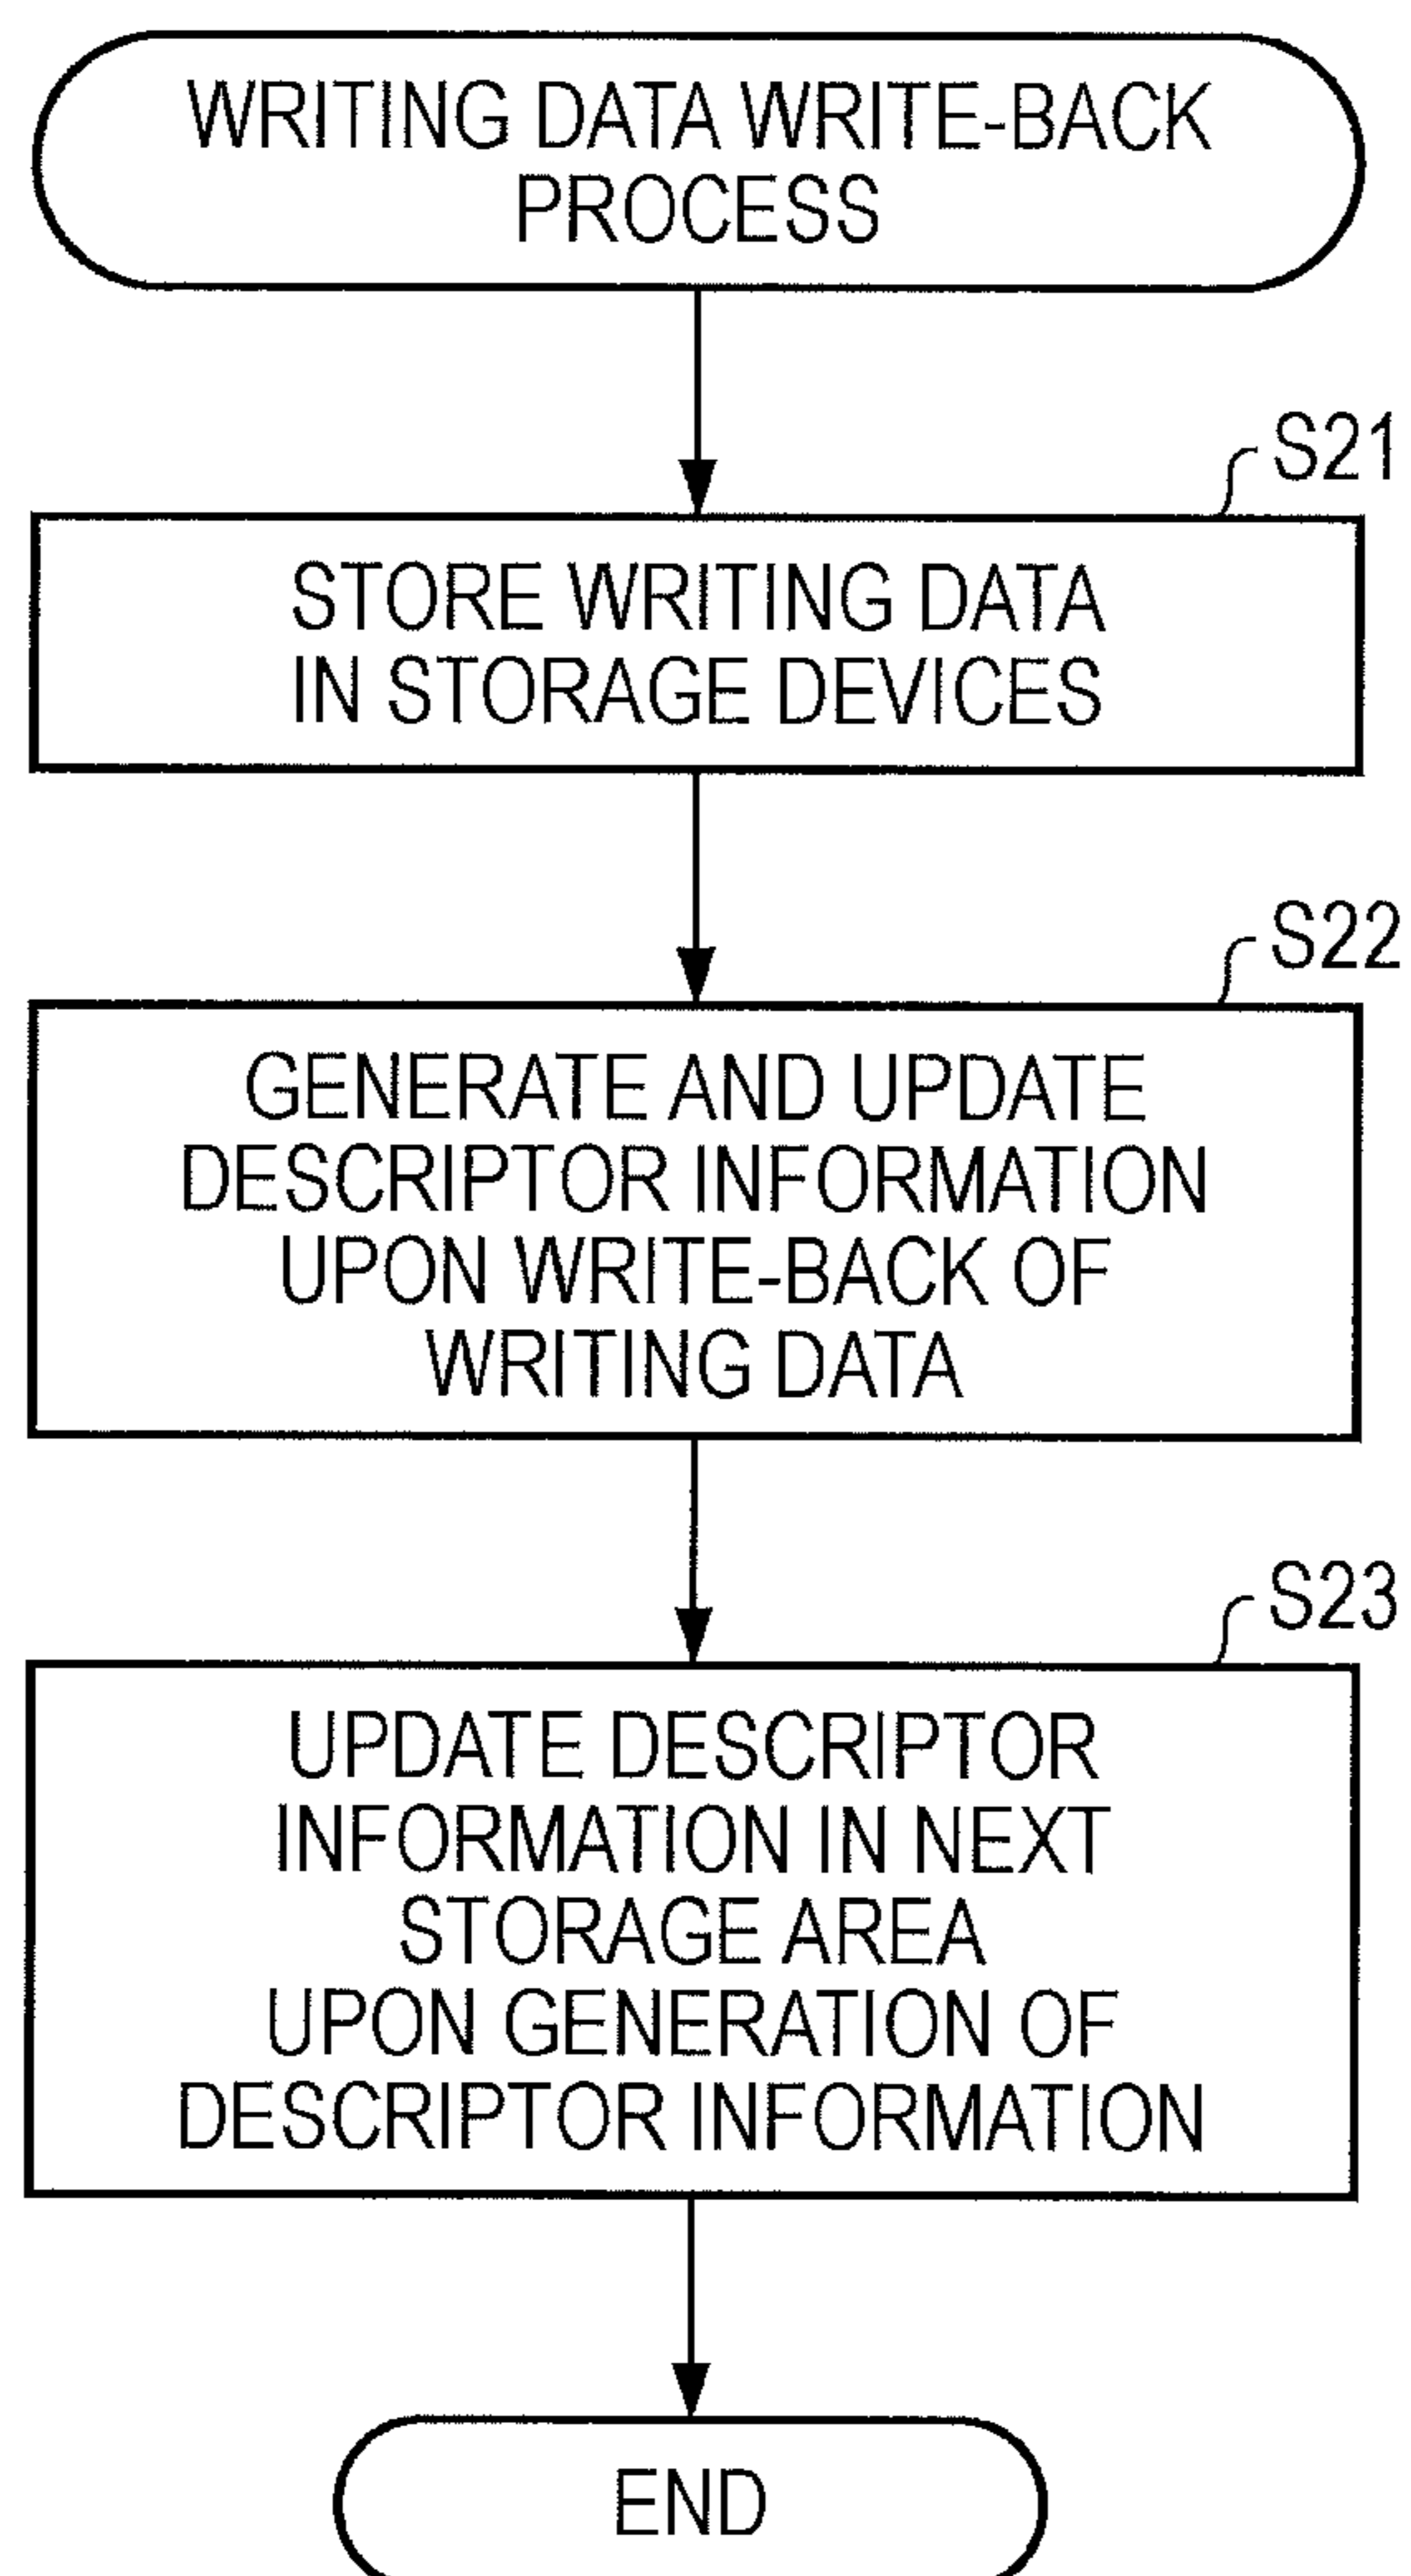 WRITING DATA WRITE-BACK
PROCESS
S21
STORE WRITING DATA
IN STORAGE DEVICES
S22
GENERATE AND UPDATE
DESCRIPTOR INFORMATION
UPON WRITE-BACK OF
WRITING DATA
S23
UPDATE DESCRIPTOR
INFORMATION IN NEXT
STORAGE AREA
UPON GENERATION OF
DESCRIPTOR INFORMATION
END